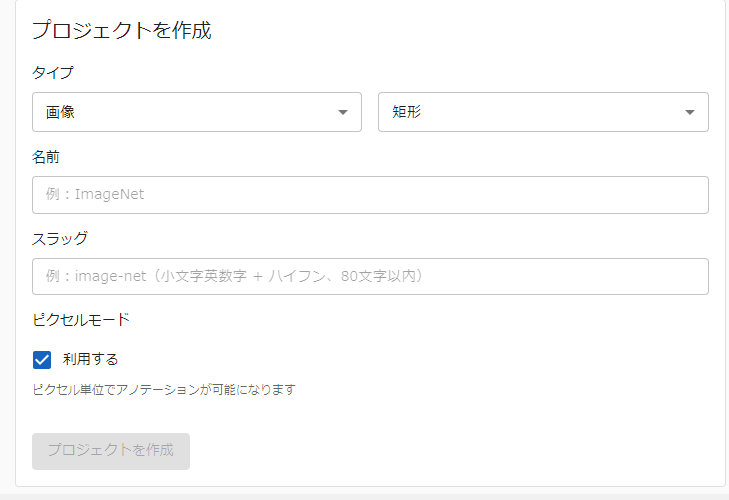 プロジェクトを作成
タイプ
画像 矩形
名前
例：ImageNet
スラッグ
例：image-net（小文字英数字 + ハイフン、80文字以内）
ピクセルモード
利用する
ピクセル単位でアノテーションが可能になります
プロジェクトを作成